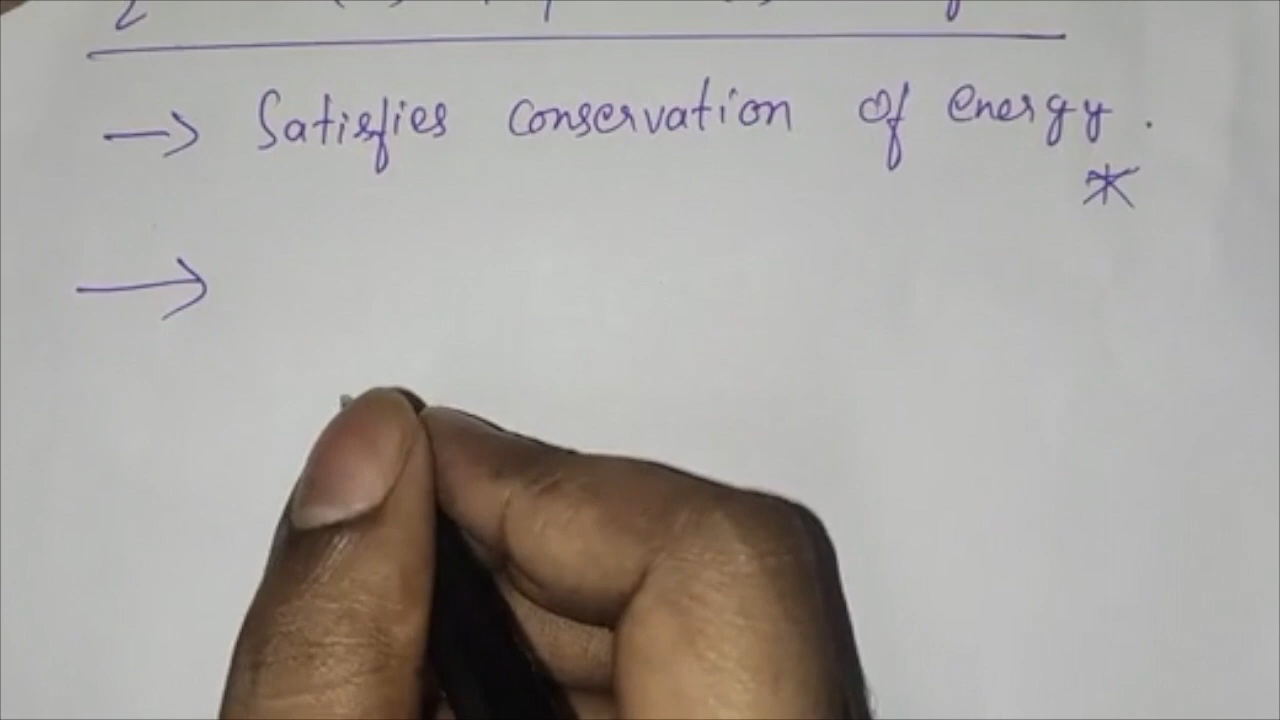 → Satisfies conservation of energy.
*
→